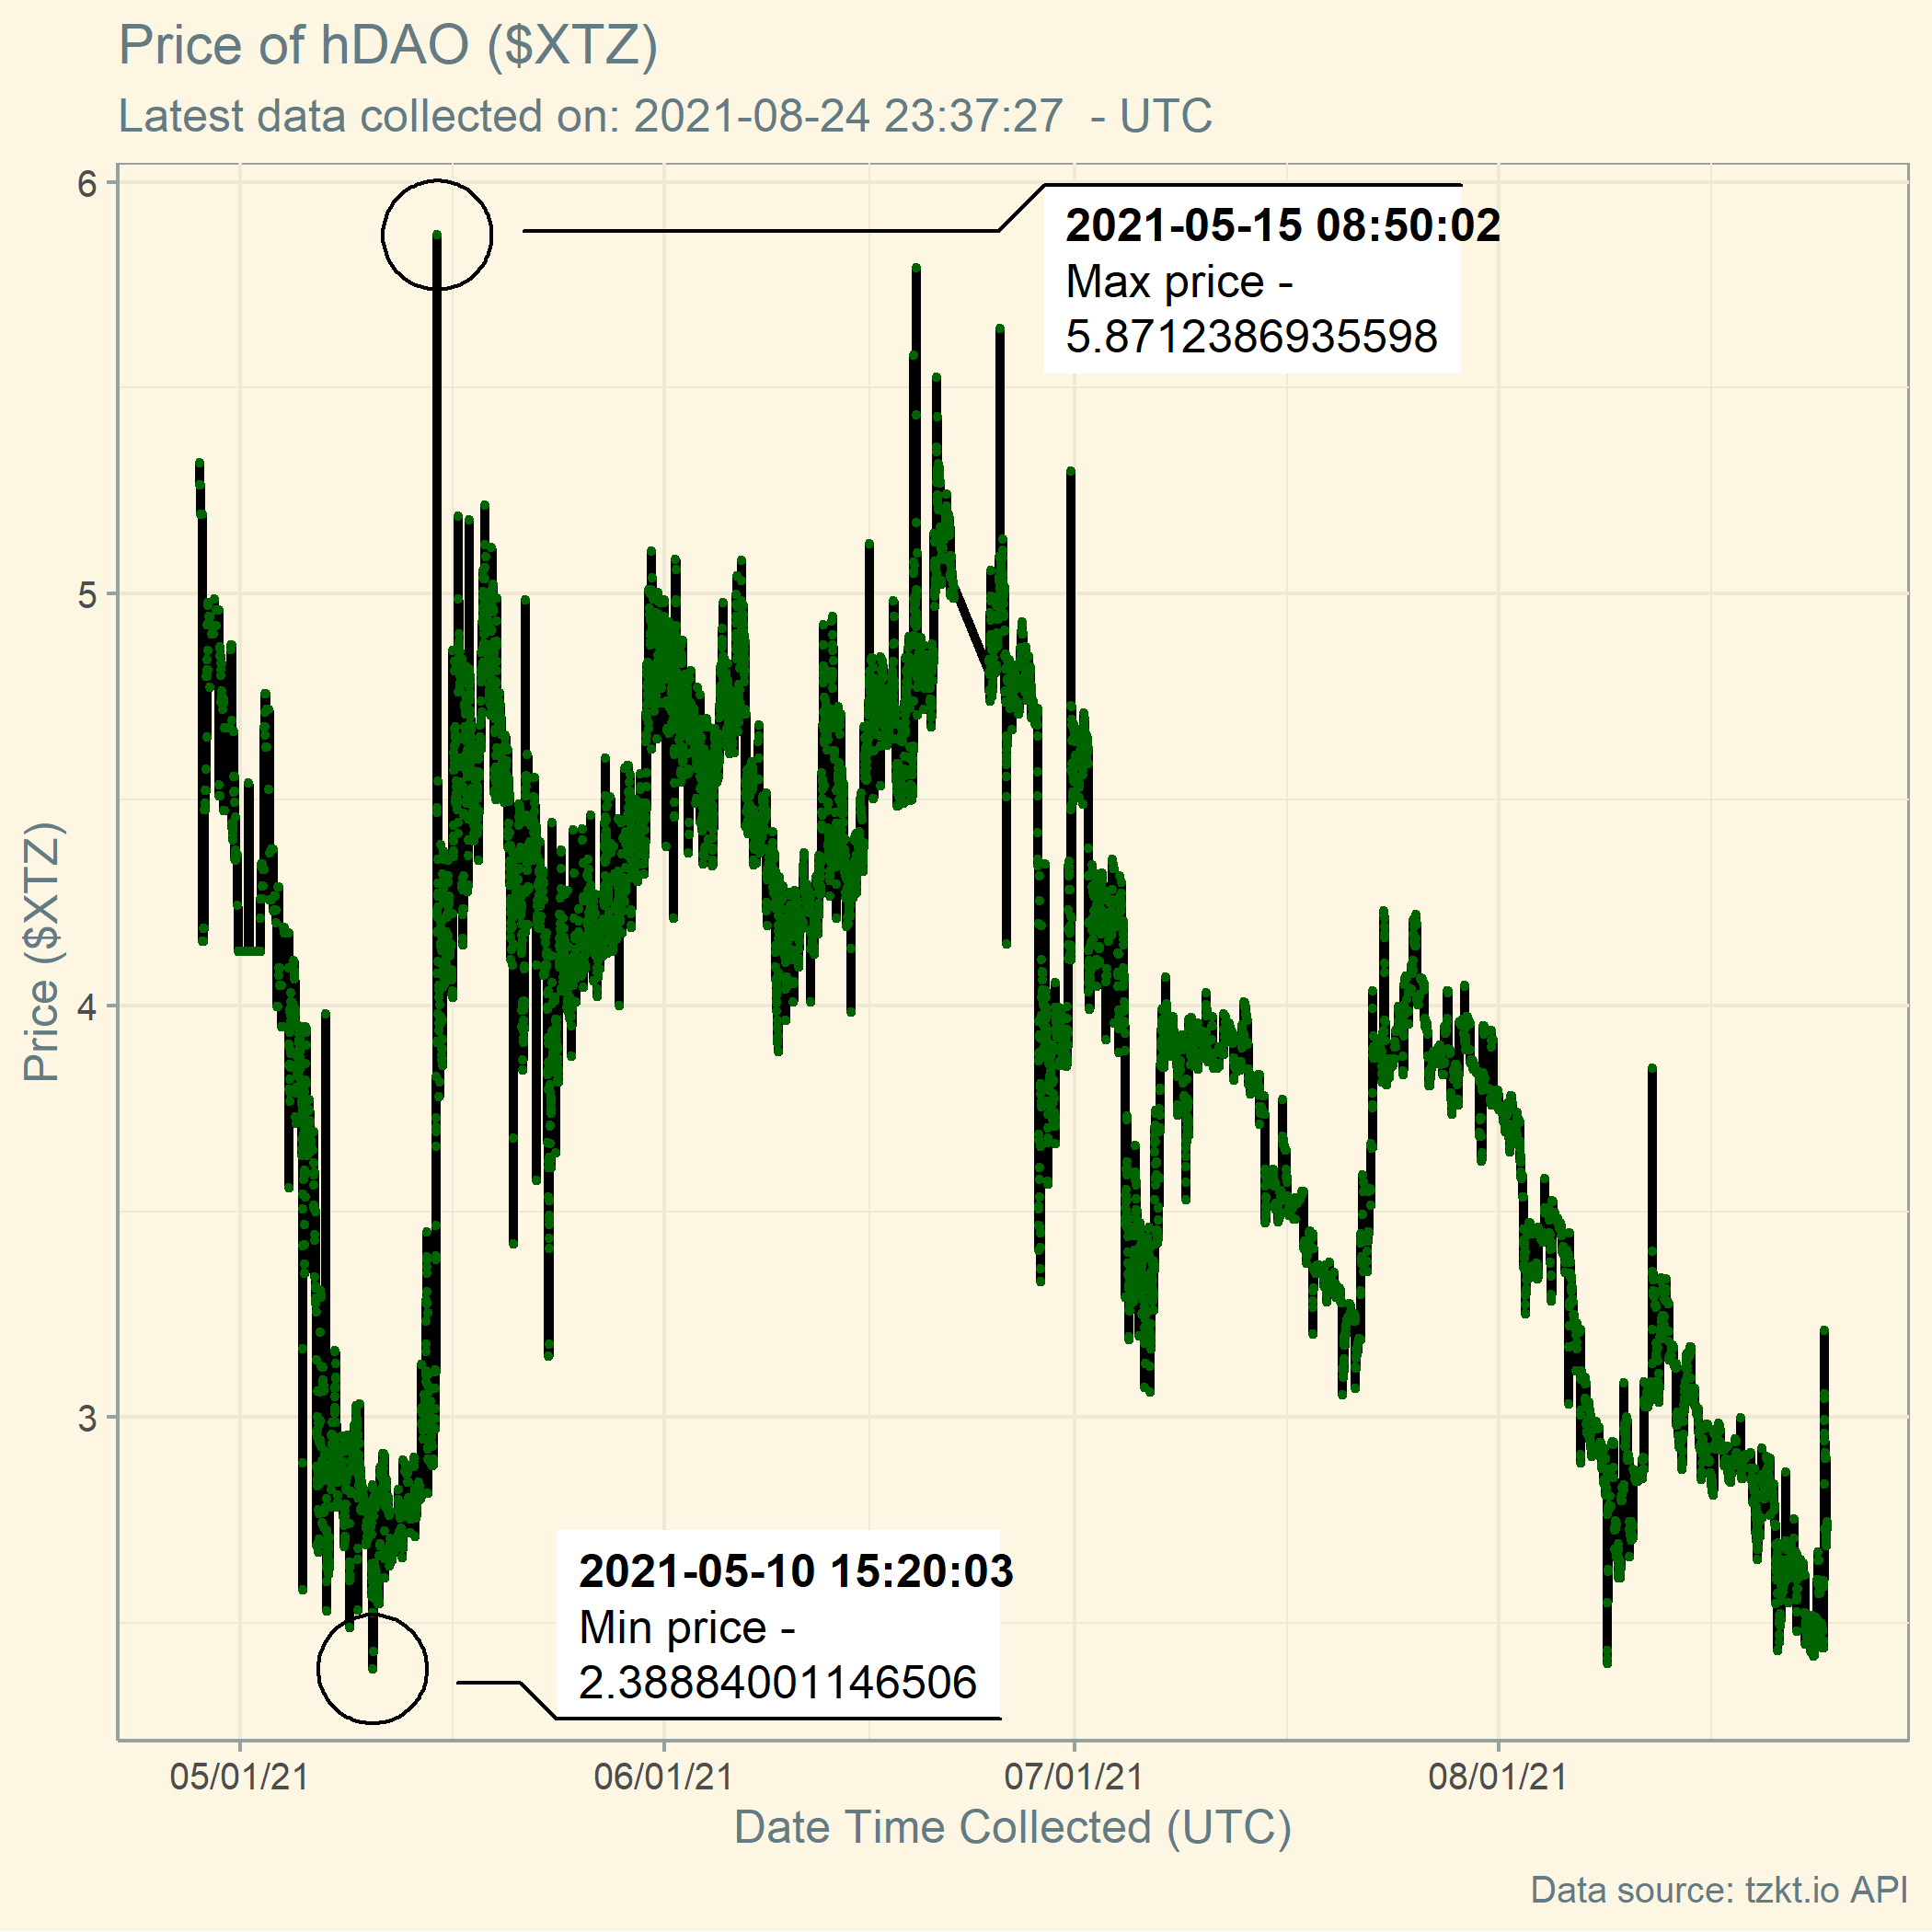 Price of hDAO ($XTZ)
Latest data collected on: 2021-08-24 23:37:27  - UTC
2021-05-15 08:50:02
Max price -
5.8712386935598
2021-05-10 15:20:03
Min price -
2.38884001146506
Price ($XTZ)
6
5
4
3
05/01/21
06/01/21
07/01/21
08/01/21
Date Time Collected (UTC)
Data source: tzkt.io API